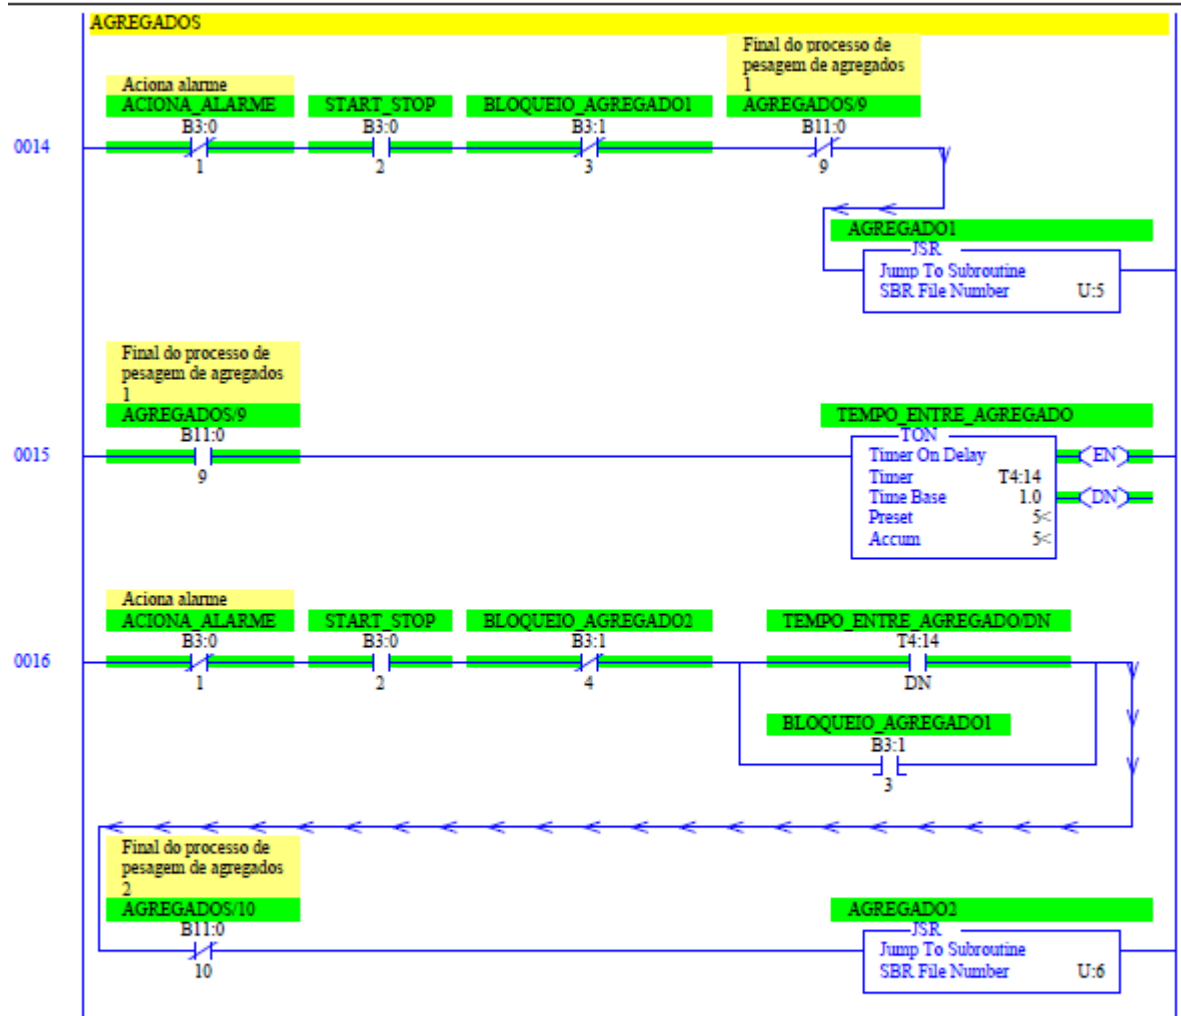 AGREGADOS
Final do processo de
pesagem de agregados
1
Aciona alarme
ACIONA_ALARME START_STOP BLOQUEIO_AGREGADO1 AGREGADOS/9
B3:0 B3:0 B3:1 B11:0
0014
1 2 3 9
AGREGADO1
JSR
Jump To Subroutine
SBR File Number U:5
Final do processo de
pesagem de agregados
1
AGREGADOS/9 TEMPO_ENTRE_AGREGADO
B11:0 TON
0015 Timer On Delay EN
9 Timer T4:14
Time Base 1.0 DN
Preset 5<
Accum 5<
Aciona alarme
ACIONA_ALARME START_STOP BLOQUEIO_AGREGADO2 TEMPO_ENTRE_AGREGADO/DN
B3:0 B3:0 B3:1 T4:14
0016
1 2 4 DN
BLOQUEIO_AGREGADO1
B3:1
3
Final do processo de
pesagem de agregados
2
AGREGADOS/10 AGREGADO2
B11:0 JSR
Jump To Subroutine
10 SBR File Number U:6